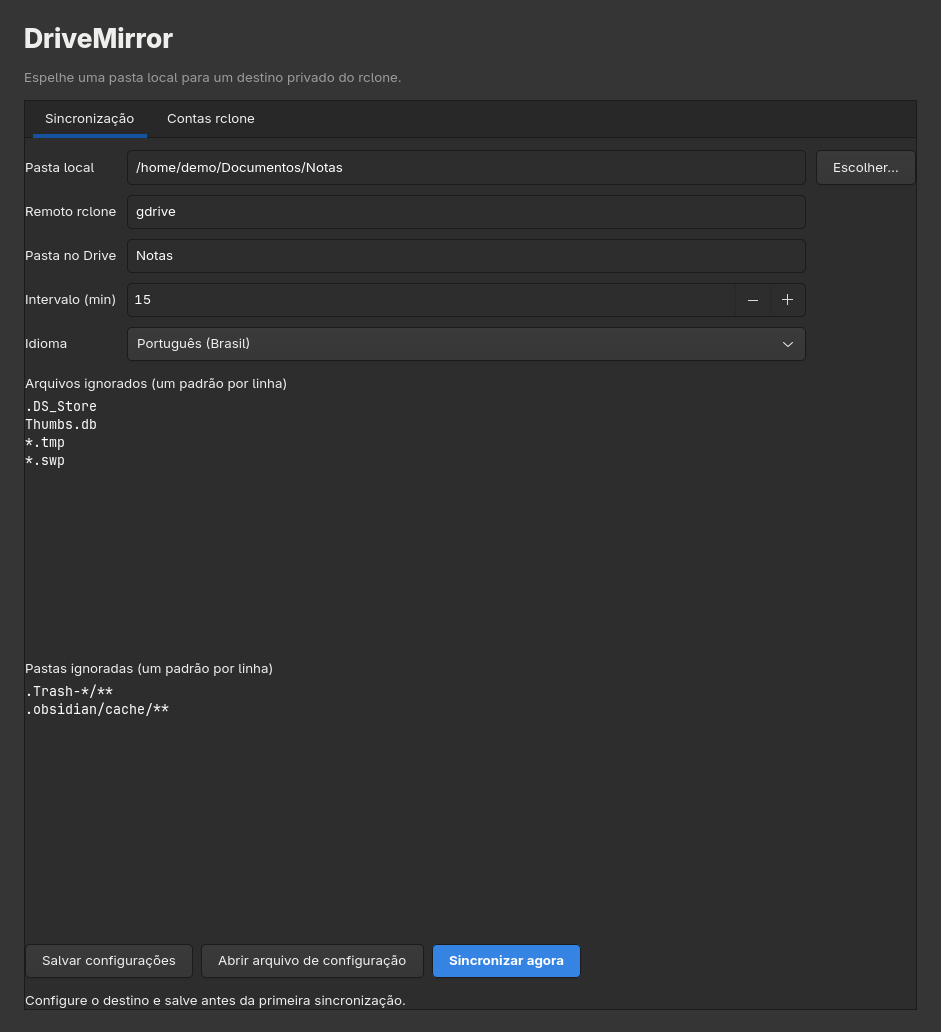 DriveMirror
Espelhe uma pasta local para um destino privado do rclone.
Sincronização
Contas rclone
Pasta local
/home/demo/Documentos/Notas
Escolher...
Remoto rclone
gdrive
Pasta no Drive
Notas
Intervalo (min)
15
Idioma
Português (Brasil)
Arquivos ignorados (um padrão por linha)
.DS_Store
Thumbs.db
*.tmp
*.swp
Pastas ignoradas (um padrão por linha)
.Trash-*/**
.obsidian/cache/**
Salvar configurações
Abrir arquivo de configuração
Sincronizar agora
Configure o destino e salve antes da primeira sincronização.